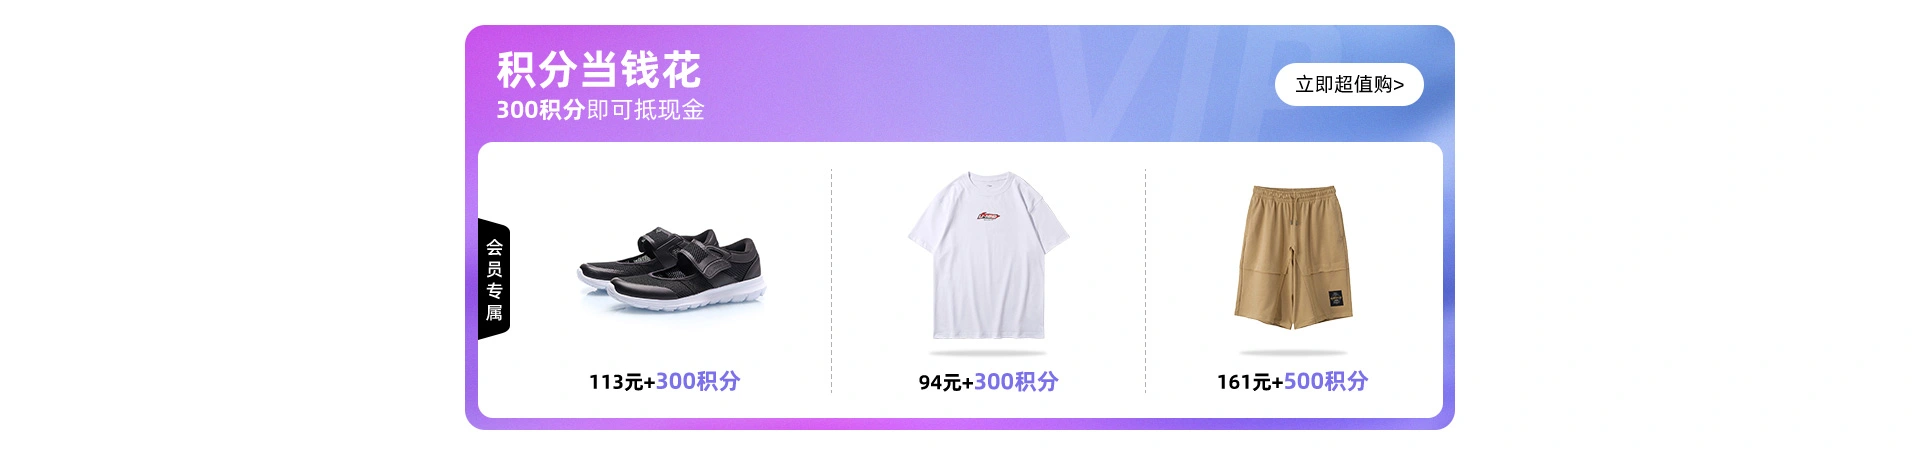 积分当钱花
300积分即可抵现金
VIP
立即超值购>
会员专属
113元+300积分
94元+300积分
161元+500积分